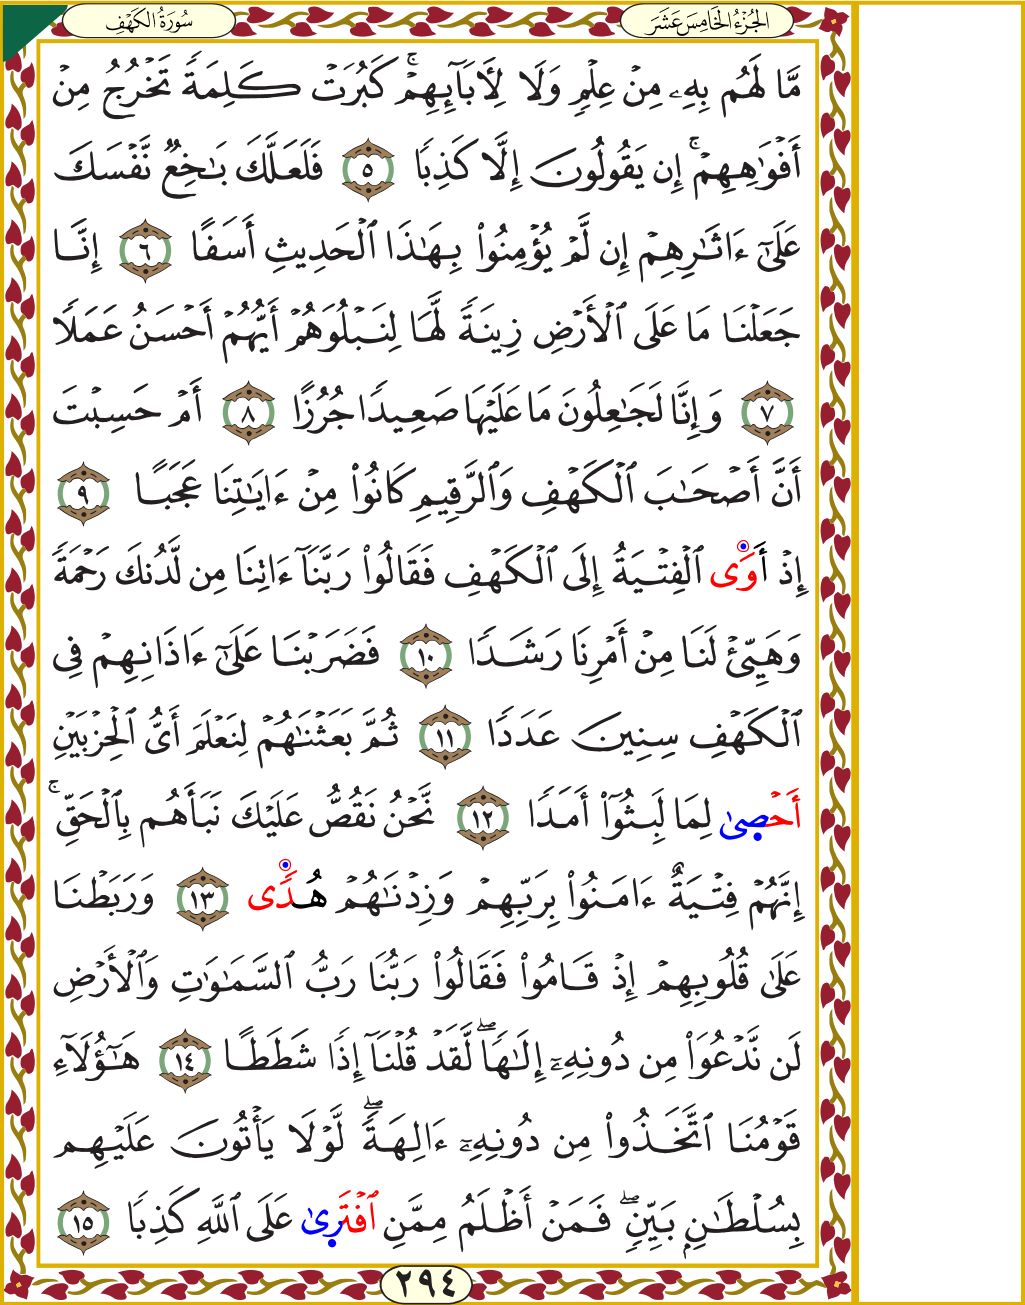 الجُزْءُ الخَامِسَ عَشَرَ
سُورَةُ الكَهْفِ
مَّا لَهُم بِهِۦ مِنۡ عِلۡمٖ وَلَا لِأٓبَآئِهِمۡۚ كَبُرَتۡ كَلِمَةٗ تَخۡرُجُ مِنۡ
أَفۡوَٰهِهِمۡۚ إِن يَقُولُونَ إِلَّا كَذِبٗا ٥ فَلَعَلَّكَ بَٰخِعٞ نَّفۡسَكَ
عَلَىٰٓ ءَاثَٰرِهِمۡ إِن لَّمۡ يُؤۡمِنُواْ بِهَٰذَا ٱلۡحَدِيثِ أَسَفًا ٦ إِنَّا
جَعَلۡنَا مَا عَلَى ٱلۡأَرۡضِ زِينَةٗ لَّهَا لِنَبۡلُوَهُمۡ أَيُّهُمۡ أَحۡسَنُ عَمَلٗا
٧ وَإِنَّا لَجَٰعِلُونَ مَا عَلَيۡهَا صَعِيدٗا جُرُزًا ٨ أَمۡ حَسِبۡتَ
أَنَّ أَصۡحَٰبَ ٱلۡكَهۡفِ وَٱلرَّقِيمِ كَانُواْ مِنۡ ءَايَٰتِنَا عَجَبًا ٩
إِذۡ أَوَى ٱلۡفِتۡيَةُ إِلَى ٱلۡكَهۡفِ فَقَالُواْ رَبَّنَآ ءَاتِنَا مِن لَّدُنكَ رَحۡمَةٗ
وَهَيِّئۡ لَنَا مِنۡ أَمۡرِنَا رَشَدٗا ١٠ فَضَرَبۡنَا عَلَىٰٓ ءَاذَانِهِمۡ فِي
ٱلۡكَهۡفِ سِنِينَ عَدَدٗا ١١ ثُمَّ بَعَثۡنَٰهُمۡ لِنَعۡلَمَ أَيُّ ٱلۡحِزۡبَيۡنِ
أَحۡصَىٰ لِمَا لَبِثُوٓاْ أَمَدٗا ١٢ نَّحۡنُ نَقُصُّ عَلَيۡكَ نَبَأَهُم بِٱلۡحَقِّۚ
إِنَّهُمۡ فِتۡيَةٌ ءَامَنُواْ بِرَبِّهِمۡ وَزِدۡنَٰهُمۡ هُدٗى ١٣ وَرَبَطۡنَا
عَلَىٰ قُلُوبِهِمۡ إِذۡ قَامُواْ فَقَالُواْ رَبُّنَا رَبُّ ٱلسَّمَٰوَٰتِ وَٱلۡأَرۡضِ
لَن نَّدۡعُوَاْ مِن دُونِهِۦٓ إِلَٰهٗاۖ لَّقَدۡ قُلۡنَآ إِذٗا شَطَطًا ١٤ هَٰٓؤُلَآءِ
قَوۡمُنَا ٱتَّخَذُواْ مِن دُونِهِۦٓ ءَالِهَةٗۖ لَّوۡلَا يَأۡتُونَ عَلَيۡهِم
بِسُلۡطَٰنِۭ بَيِّنٖۖ فَمَنۡ أَظۡلَمُ مِمَّنِ ٱفۡتَرَىٰ عَلَى ٱللَّهِ كَذِبٗا ١٥
٢٩٤